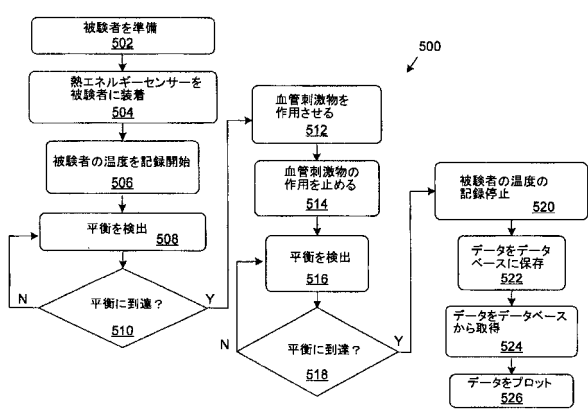 被験者を準備
502
熱エネルギーセンサーを
被験者に装着
504
被験者の温度を記録開始
506
平衡を検出
508
N
Y
平衡に到達？
510
血管刺激物を
作用させる
512
血管刺激物の
作用を止める
514
平衡を検出
516
N
Y
平衡に到達？
518
500
被験者の温度の
記録停止
520
データをデータ
ベースに保存
522
データをデータベース
から取得
524
データをプロット
526